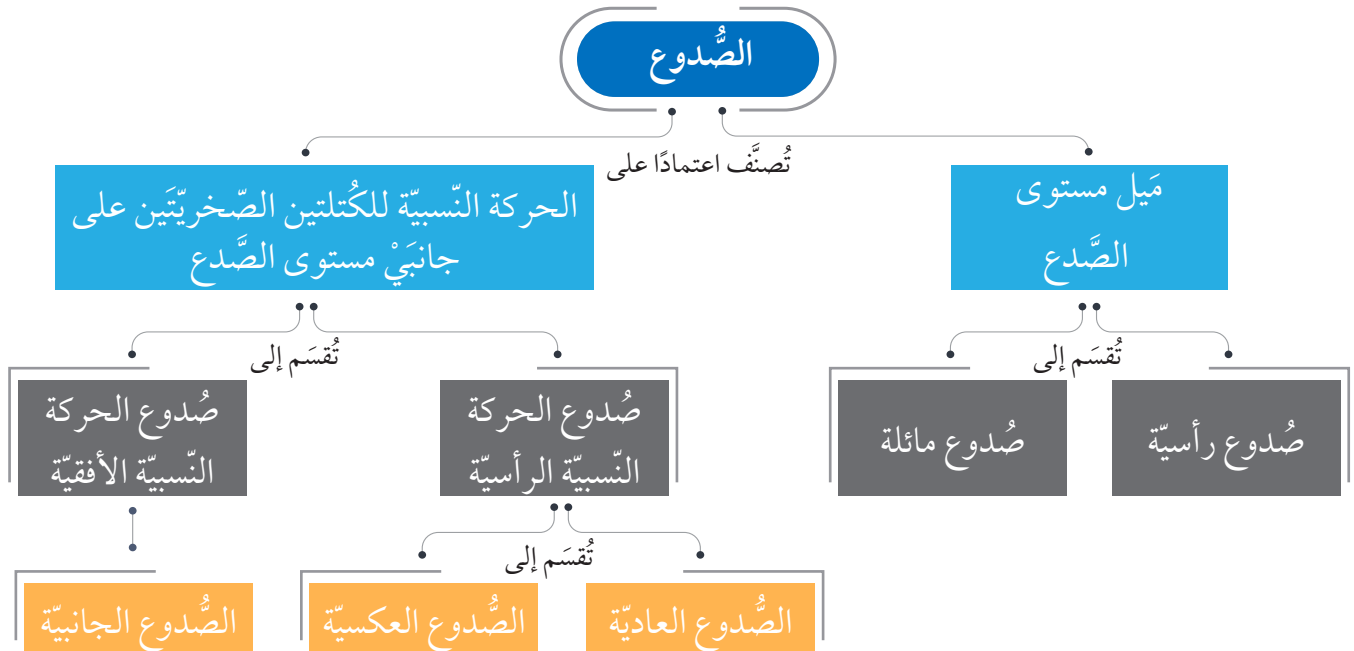 الصُّدوع
تُصنَّف اعتمادًا على
مَيل مستوى
الصَّدع
الحركة النّسبيّة للكُتلتين الصّخريّتَين على
جانبَيْ مستوى الصَّدع
تُقسَم إلى
تُقسَم إلى
صُدوع رأسيّة
صُدوع مائلة
صُدوع الحركة
النّسبيّة الرأسيّة
صُدوع الحركة
النّسبيّة الأفقيّة
تُقسَم إلى
الصُّدوع العاديّة
الصُّدوع العكسيّة
الصُّدوع الجانبيّة